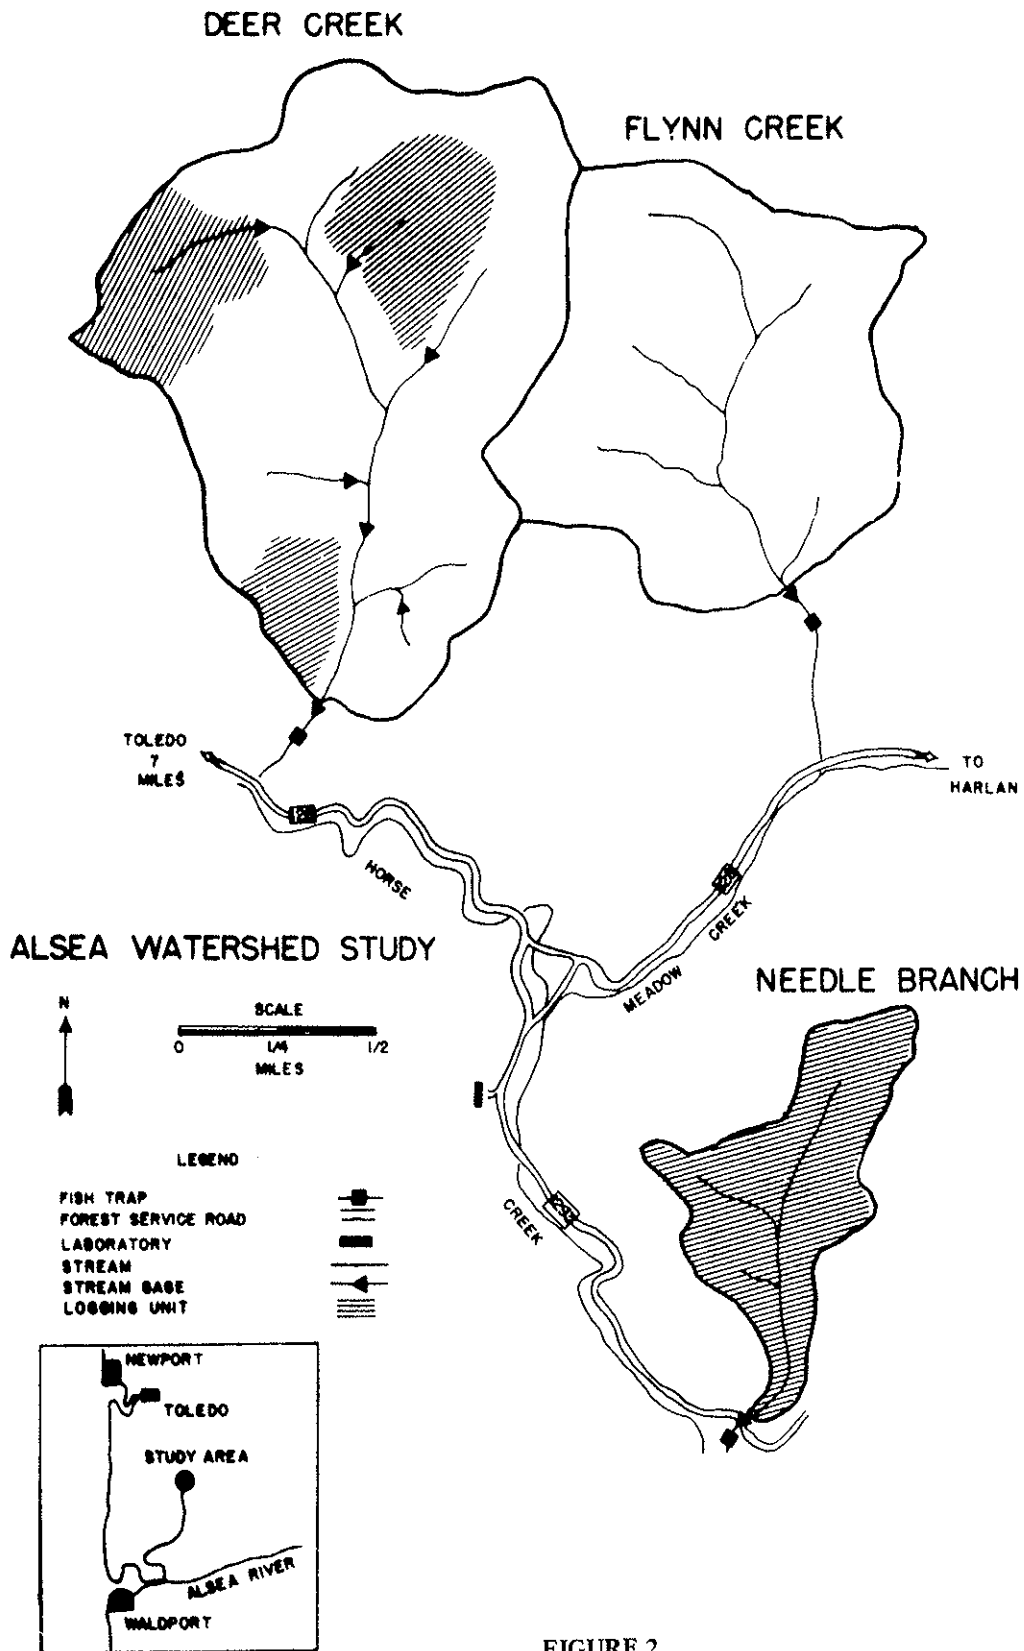 DEER CREEK
FLYNN CREEK
TOLEDO
7
MILES
TO
HARLAN
HORSE
CREEK
MEADOW
ALSEA WATERSHED STUDY
NEEDLE BRANCH
N
SCALE
0 1/4 1/2
MILES
CREEK
LEGEND
FISH TRAP
FOREST SERVICE ROAD
LABORATORY
STREAM
STREAM GAGE
LOGGING UNIT
NEWPORT
TOLEDO
STUDY AREA
ALSEA RIVER
WALDPORT
FIGURE 2